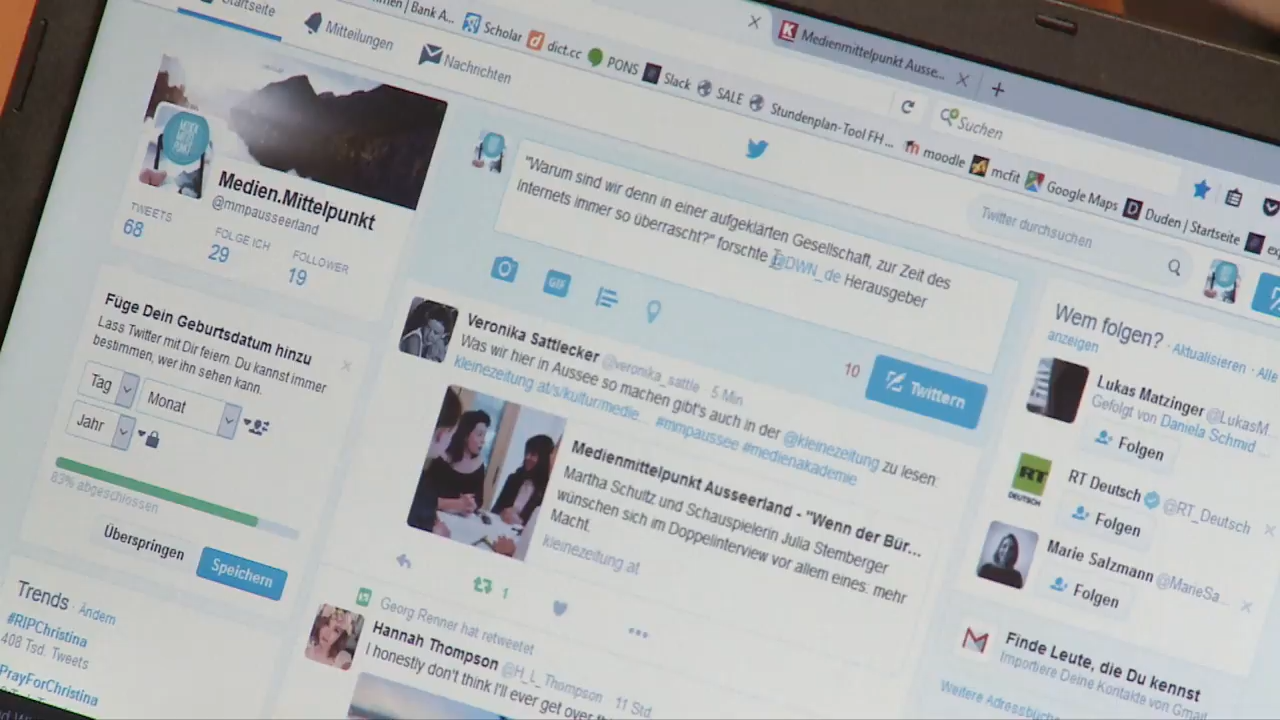 Startseite
Mitteilungen
Nachrichten
Bank A...
Scholar
dict.cc
PONS
Slack
SALE
Stundenplan-Tool FH ...
moodle
mcfit
Google Maps
Duden | Startseite
K Medienmittelpunkt Ausse...
Suchen
Twitter durchsuchen
MEDIEN
MITTEL
PUNKT
Medien.Mittelpunkt
@mmpausseerland
TWEETS
68
FOLGE ICH
29
FOLLOWER
19
Füge Dein Geburtsdatum hinzu
Lass Twitter mit Dir feiern. Du kannst immer
bestimmen, wer ihn sehen kann.
Tag
Monat
Jahr
83% abgeschlossen
Überspringen
Speichern
Trends · Ändern
#RIPChristina
408 Tsd. Tweets
PrayForChristina
"Warum sind wir denn in einer aufgeklärten Gesellschaft, zur Zeit des
Internets immer so überrascht?" forschte @DWN_de Herausgeber
GIF
10
Twittern
Veronika Sattlecker @veronika_sattle · 5 Min
Was wir hier in Aussee so machen gibt's auch in der @kleinezeitung zu lesen:
kleinezeitung.at/s/kultur/medie... #mmpaussee #medienakademie
Medienmittelpunkt Ausseerland - "Wenn der Bür...
Martha Schultz und Schauspielerin Julia Stemberger
wünschen sich im Doppelinterview vor allem eines: mehr
Macht.
kleinezeitung.at
1
Georg Renner hat retweetet
Hannah Thompson @H_L_Thompson · 11 Std.
I honestly don't think I'll ever get over
Wem folgen? · Aktualisieren · Alle
anzeigen
Lukas Matzinger @LukasM...
Gefolgt von Daniela Schmid ...
Folgen
RT
DEUTSCH
RT Deutsch @RT_Deutsch
Folgen
Marie Salzmann @MarieSa...
Folgen
Finde Leute, die Du kennst
Importiere Deine Kontakte von Gmail
Weitere Adressbüch